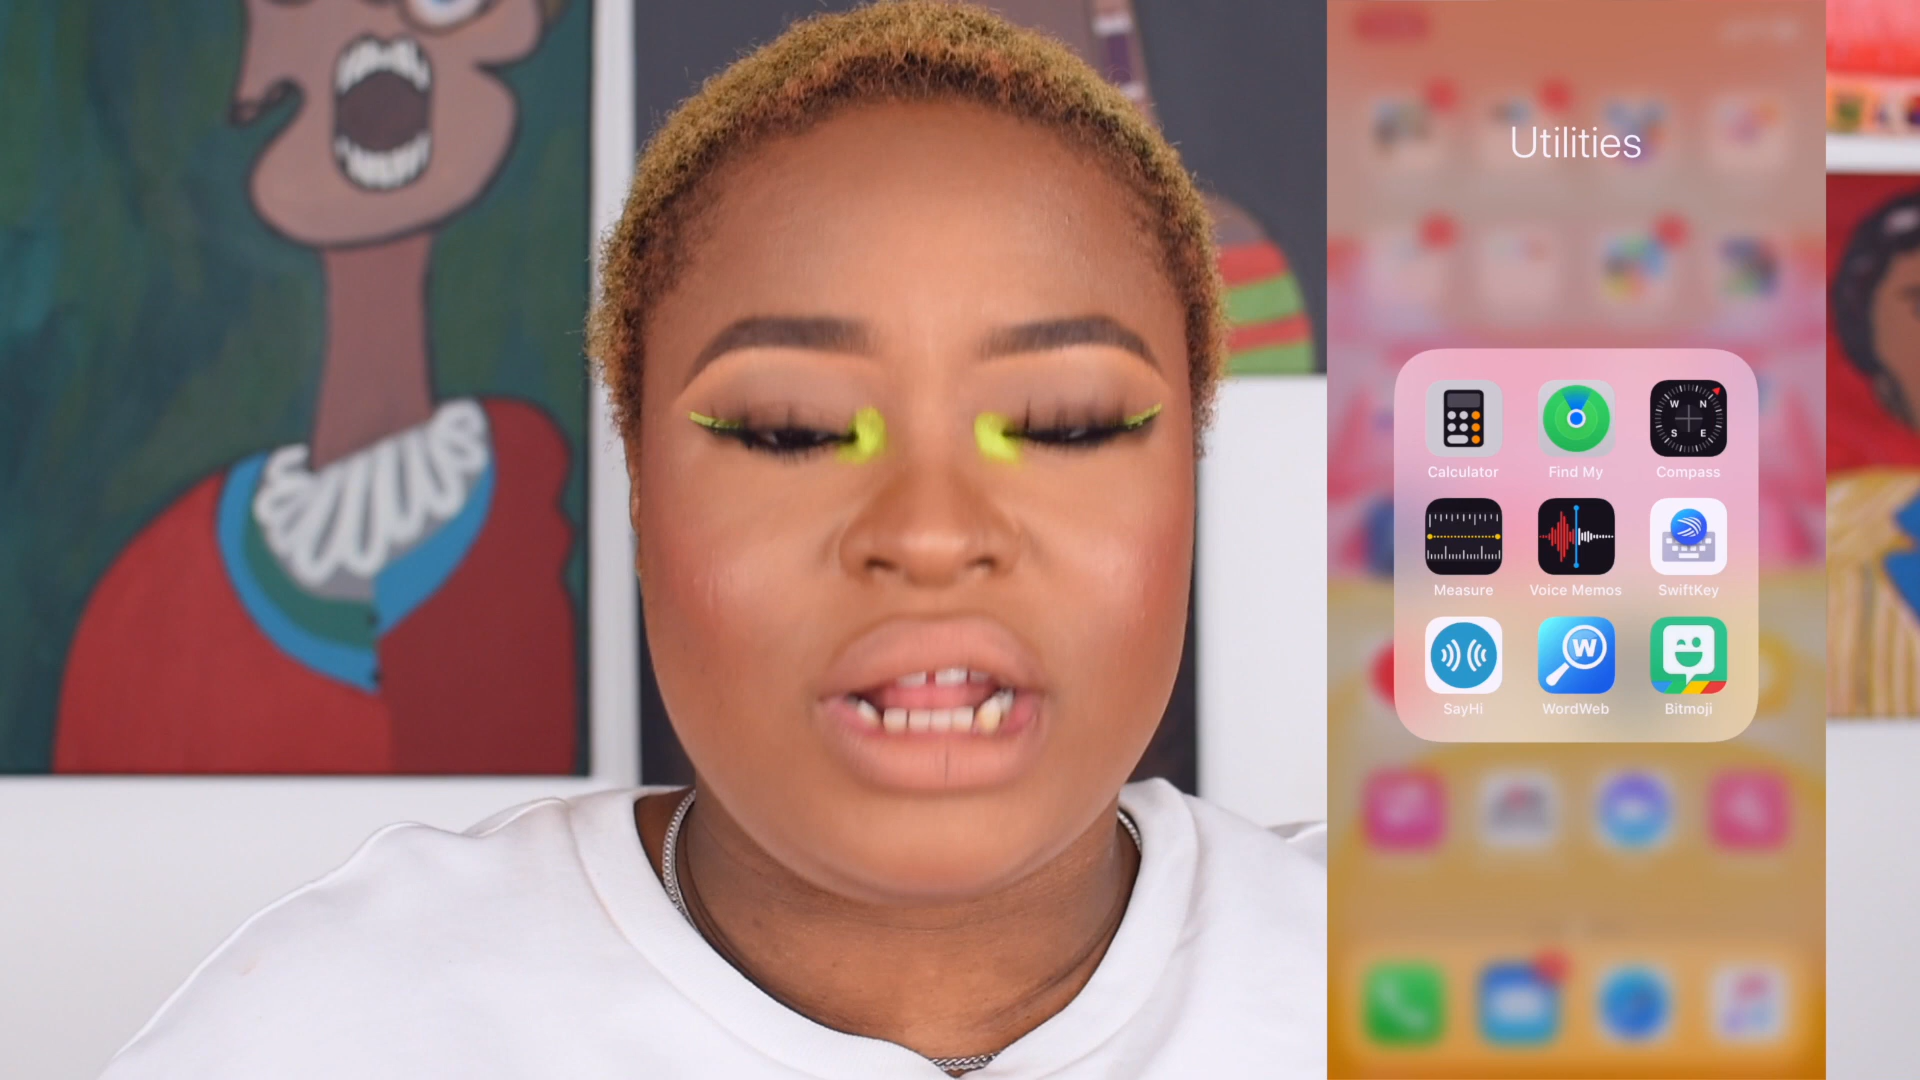 Utilities
Calculator Find My Compass
W N
S E
Measure Voice Memos SwiftKey
W
SayHi WordWeb Bitmoji